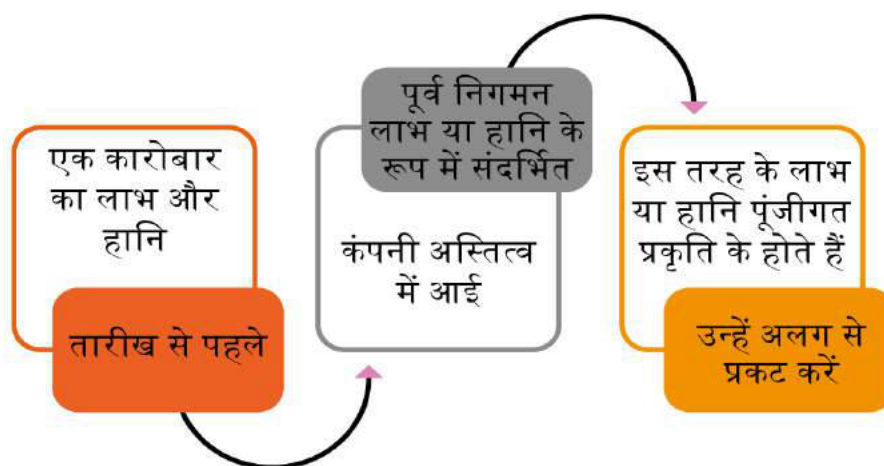 एक कारोबार
का लाभ और
हानि
तारीख से पहले
पूर्व निगमन
लाभ या हानि के
रूप में संदर्भित
कंपनी अस्तित्व
में आई
इस तरह के लाभ
या हानि पूंजीगत
प्रकृति के होते हैं
उन्हें अलग से
प्रकट करें